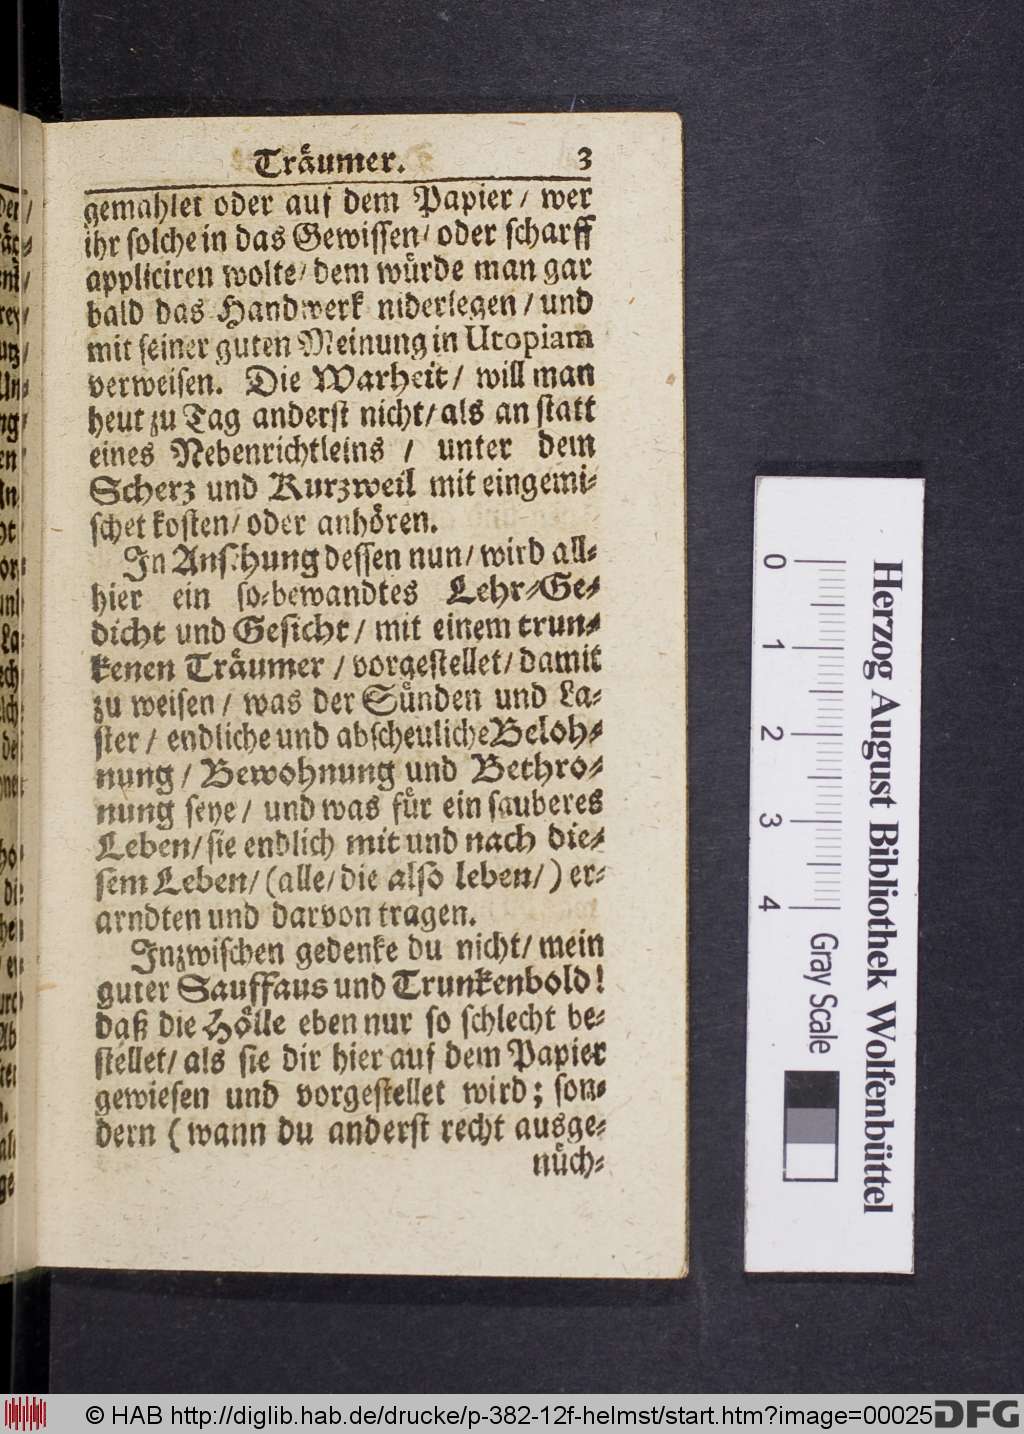 Träumer. 3
gemahlet oder auf dem Papier / wer
ihr solche in das Gewissen / oder scharff
appliciren wolte / dem würde man gar
bald das Handwerk niderlegen / und
mit seiner guten Meinung in Utopiam
verweisen. Die Warheit / will man
heut zu Tag anderst nicht / als an statt
eines Nebenrichtleins / unter dem
Scherz und Kurzweil mit eingemi-
schet kosten / oder anhören.
In Ansehung dessen nun / wird all-
hier ein so-bewandtes Lehr-Ge-
dicht und Gesicht / mit einem trun-
kenen Träumer / vorgestellet / damit
zu weisen / was der Sünden und La-
ster / endliche und abscheuliche Beloh-
nung / Bewohnung und Bethro-
nung seye / und was für ein sauberes
Leben / sie endlich mit und nach die-
sem Leben / (alle / die also leben /) er-
arndten und darvon tragen.
Inzwischen gedenke du nicht / mein
guter Sauffaus und Trunkenbold!
daß die Hölle eben nur so schlecht be-
stellet / als sie dir hier auf dem Papier
gewiesen und vorgestellet wird; son-
dern (wann du anderst recht ausge-
nüch-
0 1 2 3 4
Gray Scale
Herzog August Bibliothek Wolfenbüttel
© HAB http://diglib.hab.de/drucke/p-382-12f-helmst/start.htm?image=00025
DFG